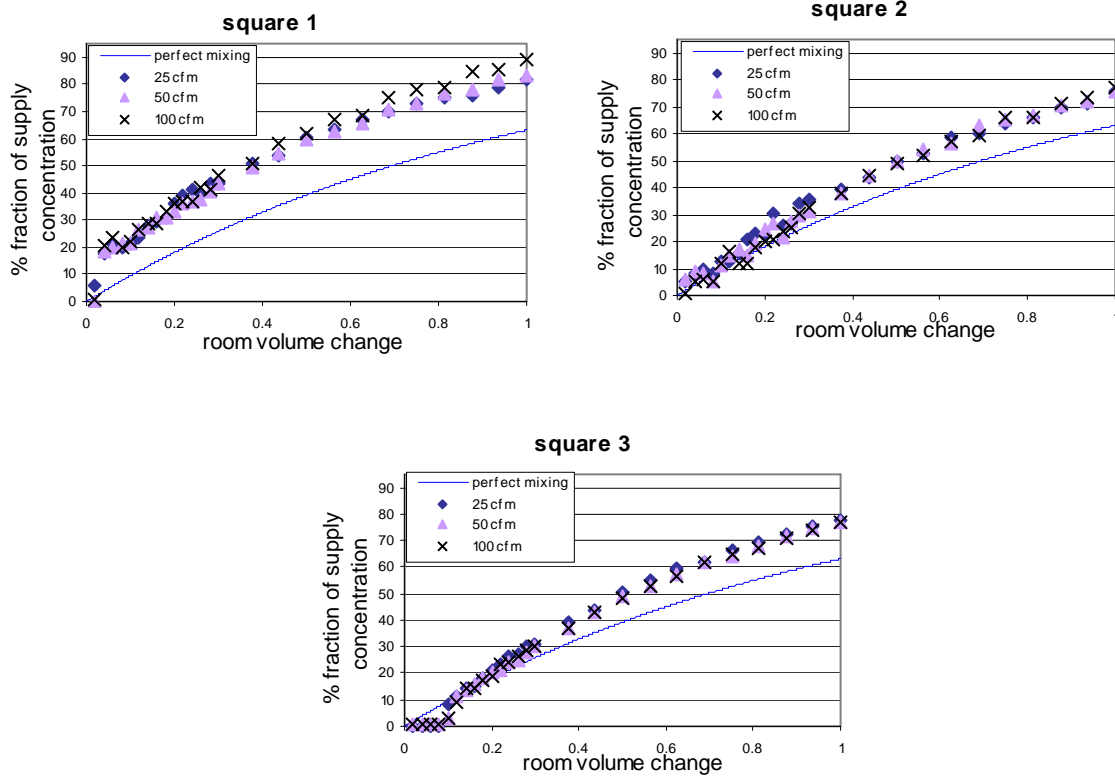 square 1
% fraction of supply
concentration
90
80
70
60
50
40
30
20
10
0
perfect mixing
25 cfm
50 cfm
100 cfm
0
0.2
0.4
0.6
0.8
1
room volume change
square 2
% fraction of supply
concentration
90
80
70
60
50
40
30
20
10
0
perfect mixing
25 cfm
50 cfm
100 cfm
0
0.2
0.4
0.6
0.8
1
room volume change
square 3
% fraction of supply
concentration
90
80
70
60
50
40
30
20
10
0
perfect mixing
25 cfm
50 cfm
100 cfm
0
0.2
0.4
0.6
0.8
1
room volume change